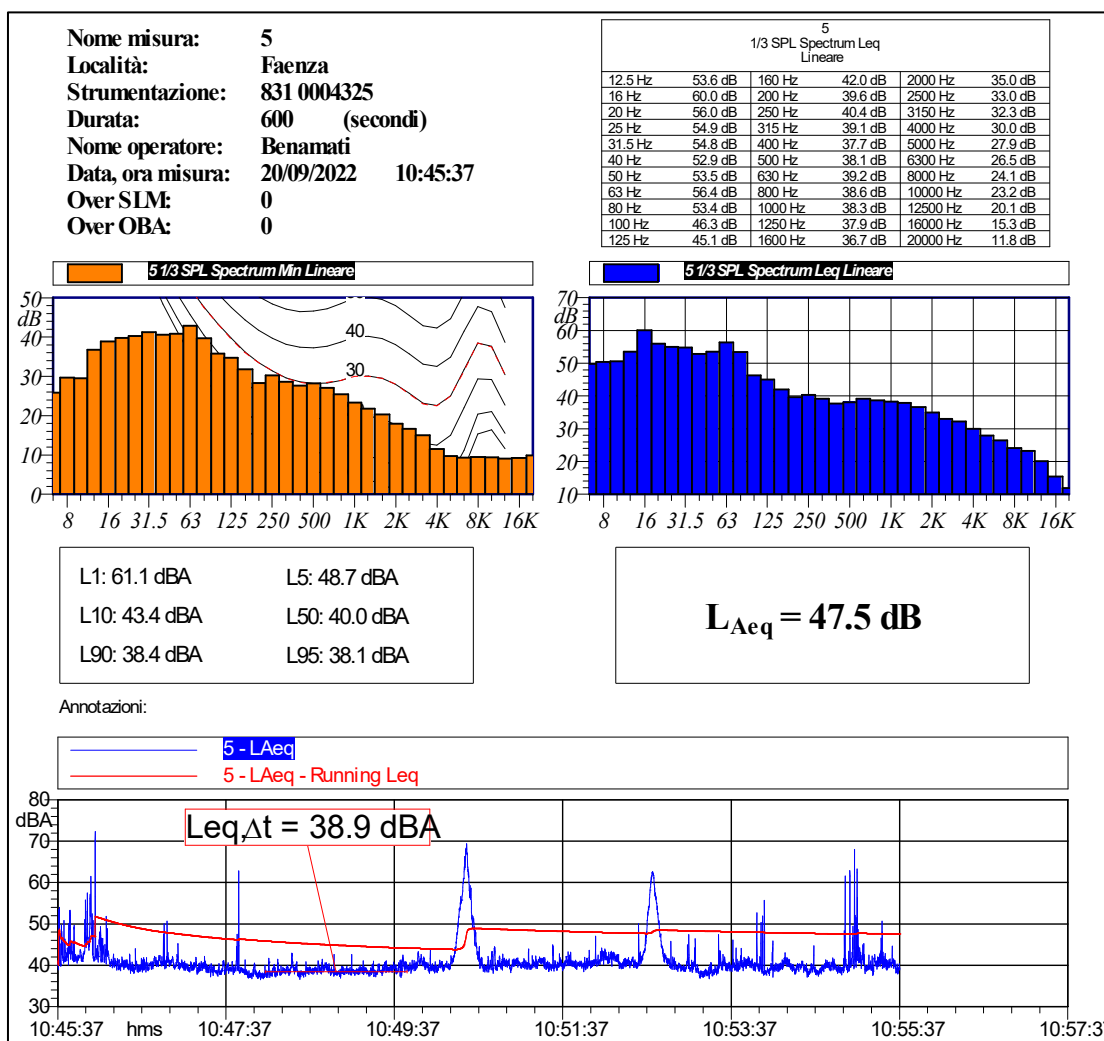 Nome misura: 5
Località: Faenza
Strumentazione: 831 0004325
Durata: 600 (secondi)
Nome operatore: Benamati
Data, ora misura: 20/09/2022 10:45:37
Over SLM: 0
Over OBA: 0
5
1/3 SPL Spectrum Leq
Lineare
12.5 Hz 53.6 dB 160 Hz 42.0 dB 2000 Hz 35.0 dB
16 Hz 60.0 dB 200 Hz 39.6 dB 2500 Hz 33.0 dB
20 Hz 56.0 dB 250 Hz 40.4 dB 3150 Hz 32.3 dB
25 Hz 54.9 dB 315 Hz 39.1 dB 4000 Hz 30.0 dB
31.5 Hz 54.8 dB 400 Hz 37.7 dB 5000 Hz 27.9 dB
40 Hz 52.9 dB 500 Hz 38.1 dB 6300 Hz 26.5 dB
50 Hz 53.5 dB 630 Hz 39.2 dB 8000 Hz 24.1 dB
63 Hz 56.4 dB 800 Hz 38.6 dB 10000 Hz 23.2 dB
80 Hz 53.4 dB 1000 Hz 38.3 dB 12500 Hz 20.1 dB
100 Hz 46.3 dB 1250 Hz 37.9 dB 16000 Hz 15.3 dB
125 Hz 45.1 dB 1600 Hz 36.7 dB 20000 Hz 11.8 dB
5 1/3 SPL Spectrum Min Lineare
50
dB
40
30
20
10
0
40
30
8 16 31.5 63 125 250 500 1K 2K 4K 8K 16K
5 1/3 SPL Spectrum Leq Lineare
70
dB
60
50
40
30
20
10
8 16 31.5 63 125 250 500 1K 2K 4K 8K 16K
L1: 61.1 dBA L5: 48.7 dBA
L10: 43.4 dBA L50: 40.0 dBA
L90: 38.4 dBA L95: 38.1 dBA
LAeq = 47.5 dB
Annotazioni:
5 - LAeq
5 - LAeq - Running Leq
80
dBA
70
60
50
40
30
Leq,Δt = 38.9 dBA
10:45:37 hms 10:47:37 10:49:37 10:51:37 10:53:37 10:55:37 10:57:37